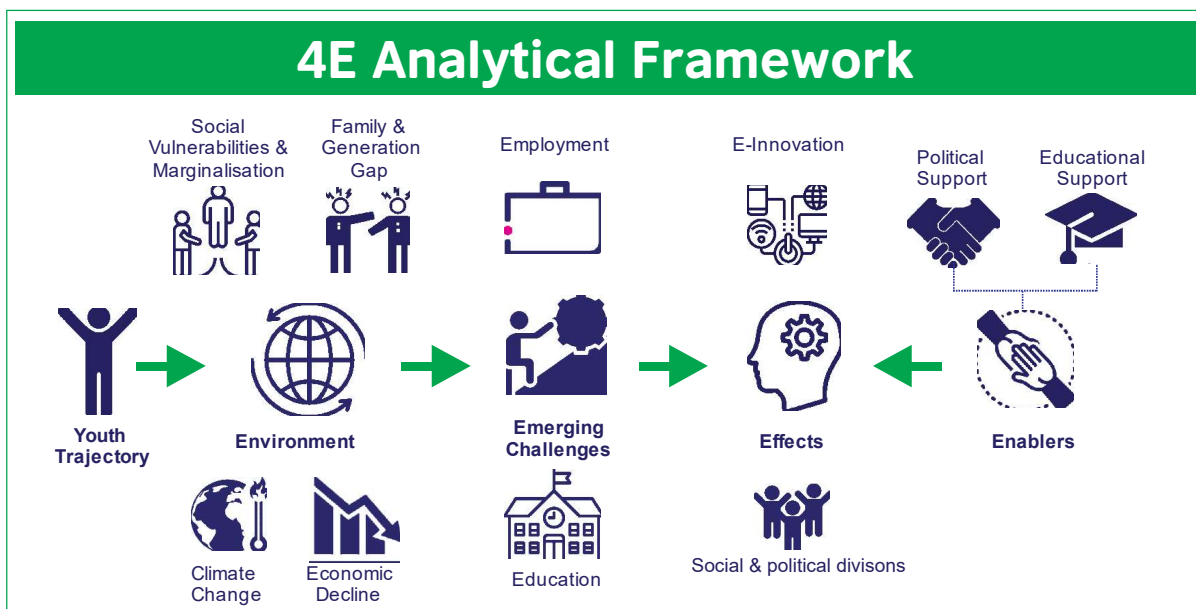 4E Analytical Framework
Social
Vulnerabilities &
Marginalisation
Family &
Generation
Gap
Employment
E-Innovation
Political
Support
Educational
Support
Youth
Trajectory
Environment
Emerging
Challenges
Effects
Enablers
Climate
Change
Economic
Decline
Education
Social & political divisons